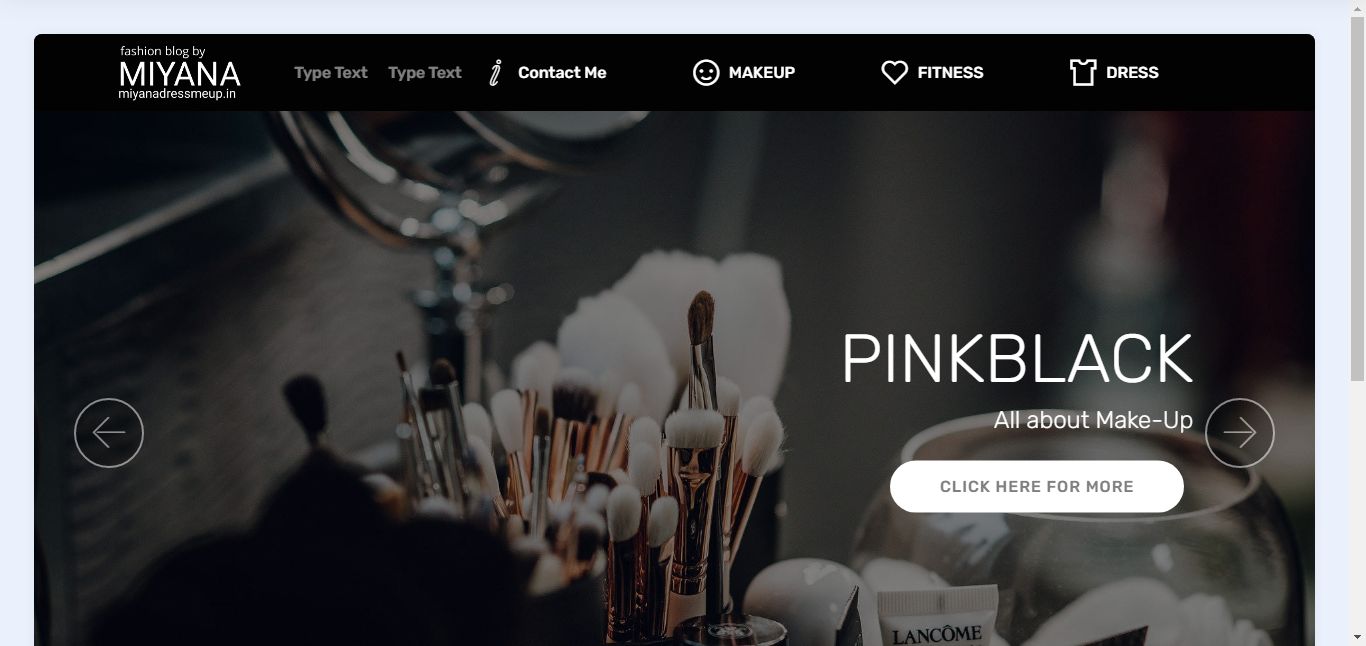 fashion blog by
MIYANA
miyanadressmeup.in
Type Text Type Text Contact Me MAKEUP FITNESS DRESS
PINKBLACK
All about Make-Up
CLICK HERE FOR MORE
LANCÔME